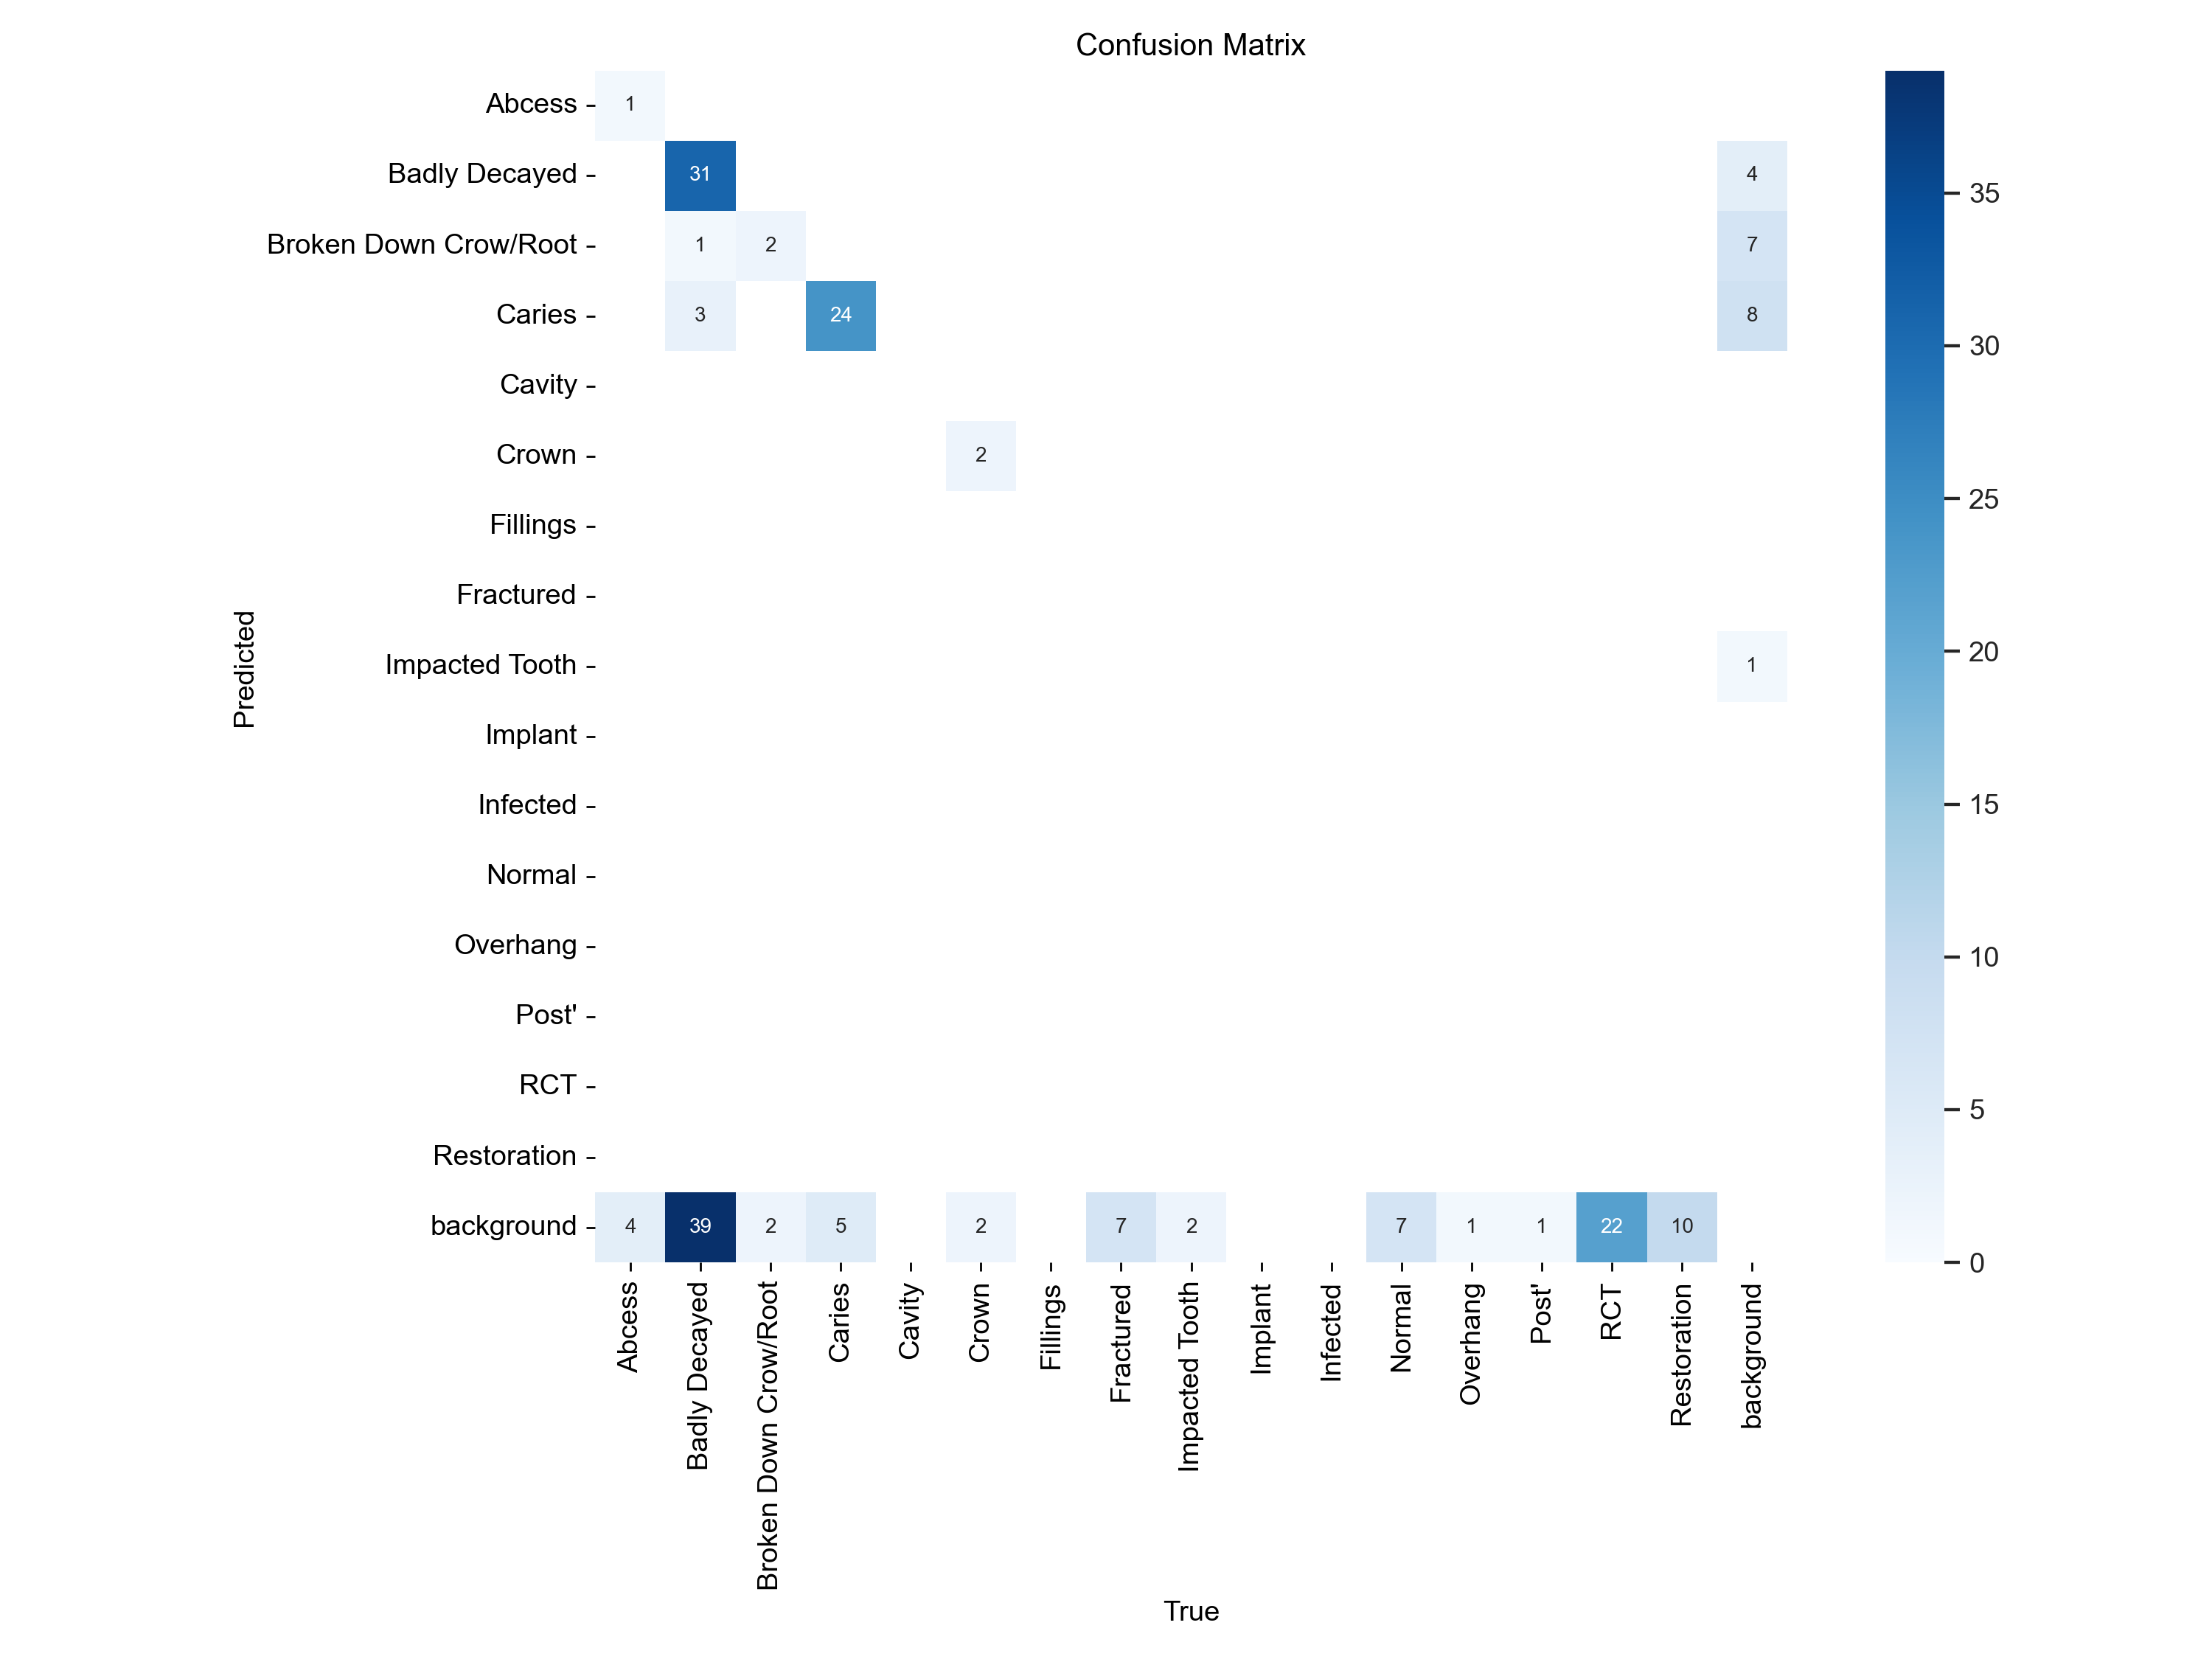 Confusion Matrix
Predicted
Abcess 1
Badly Decayed 31 4
Broken Down Crow/Root 1 2 7
Caries 3 24 8
Cavity
Crown 2
Fillings
Fractured
Impacted Tooth 1
Implant
Infected
Normal
Overhang
Post'
RCT
Restoration
background 4 39 2 5 2 7 2 7 1 1 22 10
Abcess
Badly Decayed
Broken Down Crow/Root
Caries
Cavity
Crown
Fillings
Fractured
Impacted Tooth
Implant
Infected
Normal
Overhang
Post'
RCT
Restoration
background
True
35
30
25
20
15
10
5
0